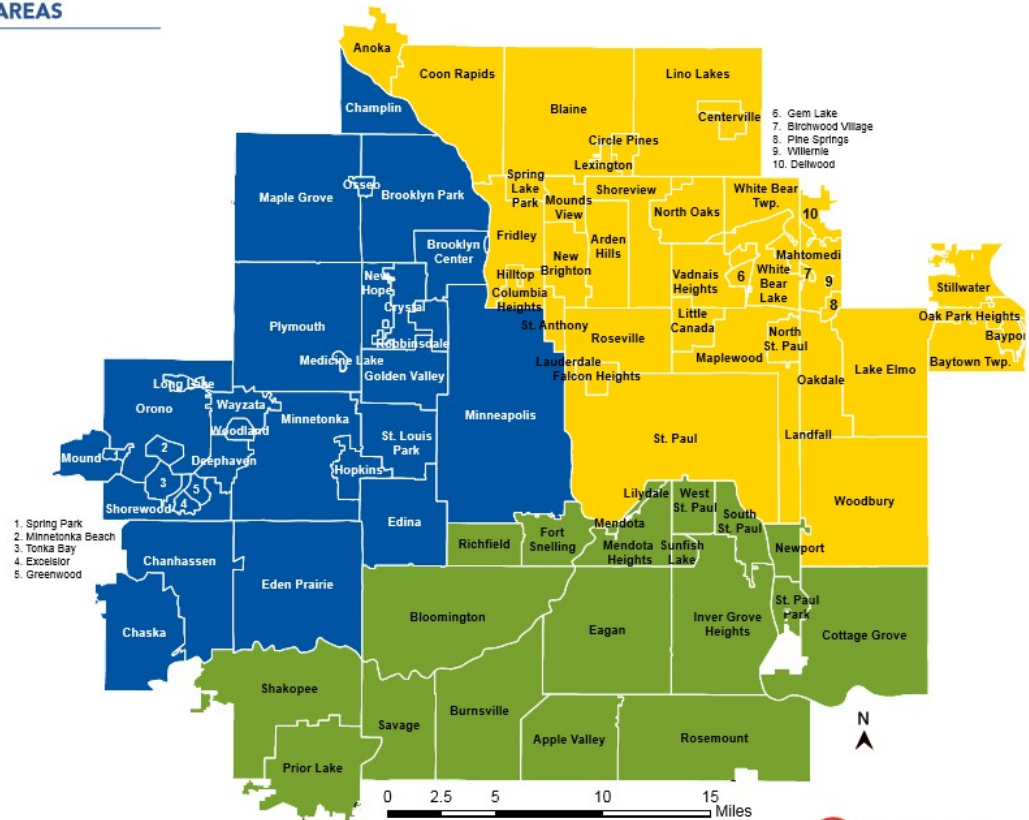 AREAS
Anoka
Coon Rapids
Lino Lakes
Champlin
Blaine
Centerville
6. Gem Lake
7. Birchwood Village
8. Pine Springs
9. Willernie
10. Dellwood
Circle Pines
Lexington
Maple Grove
Osseo
Brooklyn Park
Spring
Lake
Park
Mounds
View
Shoreview
North Oaks
White Bear
Twp.
10
Brooklyn
Center
Fridley
New
Brighton
Arden
Hills
Mahtomedi
New
Hope
Hilltop
Vadnais
Heights
6
White
Bear
Lake
7
9
8
Stillwater
Crystal
Columbia
Heights
Oak Park Heights
Plymouth
St. Anthony
Roseville
Little
Canada
North
St. Paul
Baypor
Robbinsdale
Medicine Lake
Lauderdale
Maplewood
Baytown Twp.
Golden Valley
Falcon Heights
Oakdale
Lake Elmo
Long Lake
Orono
Wayzata
Minnetonka
Minneapolis
Woodland
St. Louis
Park
St. Paul
Landfall
2
Mound
Deephaven
Hopkins
3
5
4
Shorewood
Lilydale
West
St. Paul
Woodbury
1. Spring Park
2. Minnetonka Beach
3. Tonka Bay
4. Excelsior
5. Greenwood
Edina
Mendota
South
St. Paul
Richfield
Fort
Snelling
Mendota
Heights
Sunfish
Lake
Newport
Chanhassen
Eden Prairie
St. Paul
Park
Bloomington
Inver Grove
Heights
Chaska
Eagan
Cottage Grove
Shakopee
Burnsville
Savage
N
Apple Valley
Rosemount
Prior Lake
0 2.5 5 10 15
Miles